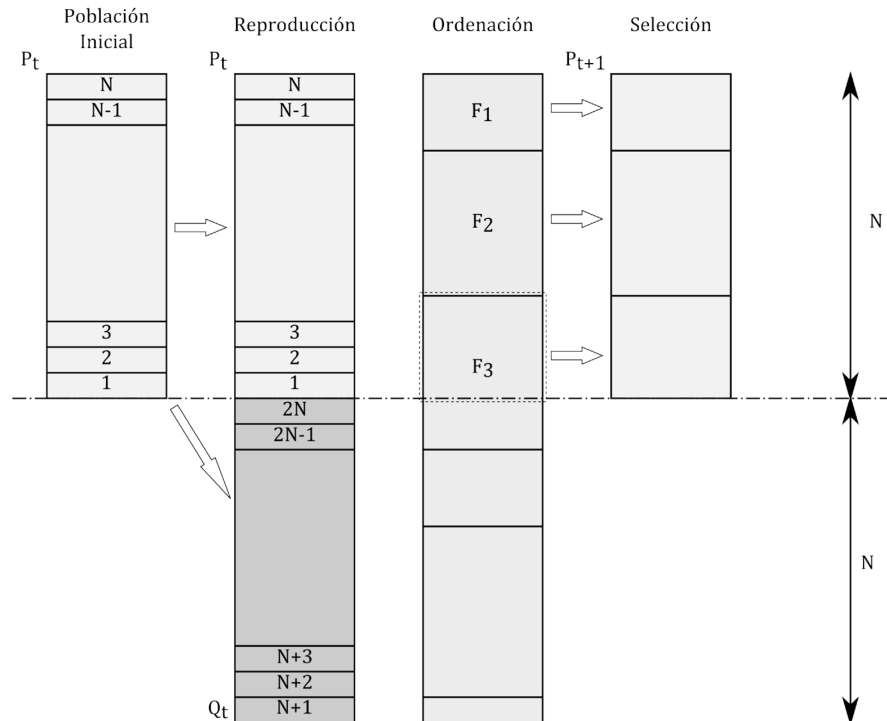 Población
Inicial
Reproducción
Ordenación
Selección
Pt
Pt
Pt+1
N
N-1
3
2
1
N
N-1
3
2
1
2N
2N-1
N+3
N+2
N+1
Qt
F1
F2
F3
N
N